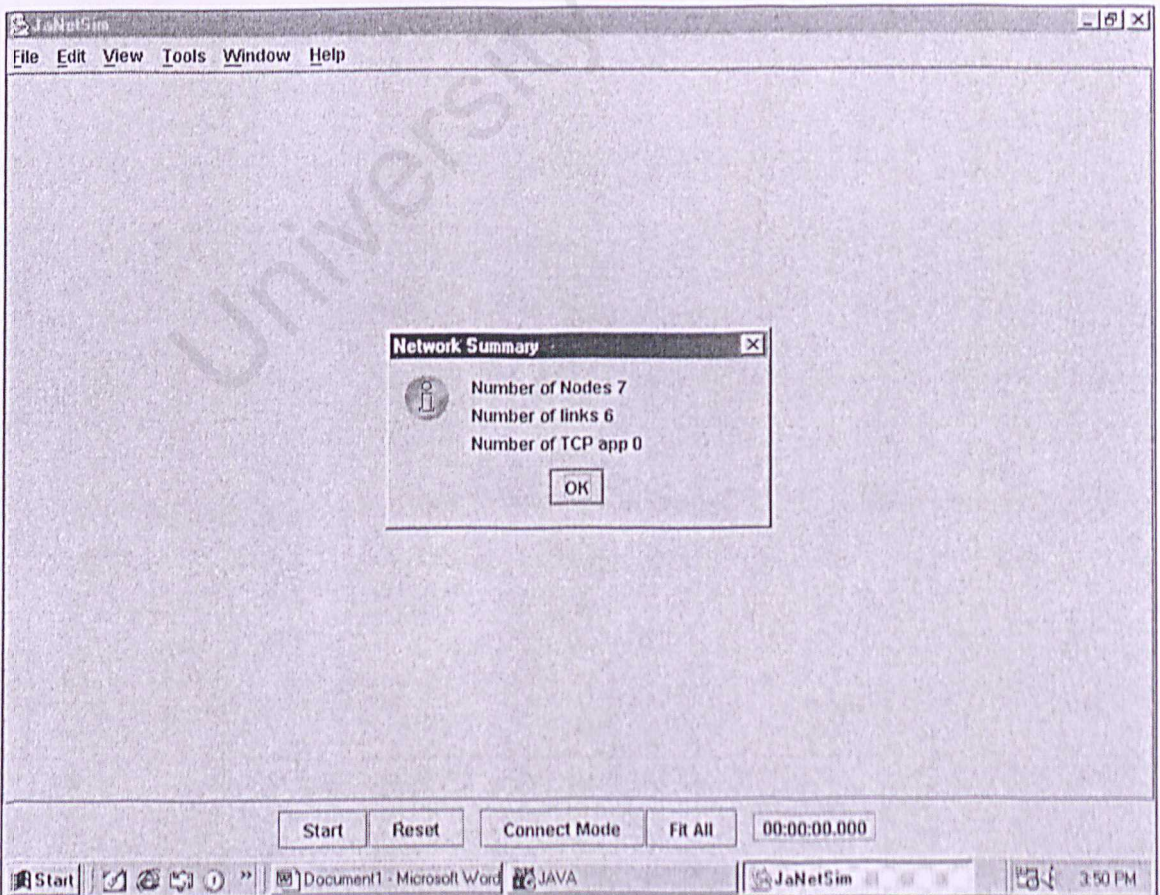 JaNetSim
File Edit View Tools Window Help
University
Network Summary
Number of Nodes 7
Number of links 6
Number of TCP app 0
OK
Start Reset Connect Mode Fit All 00:00:00.000
Start » Document1 - Microsoft Word JAVA JaNetSim 3:50 PM